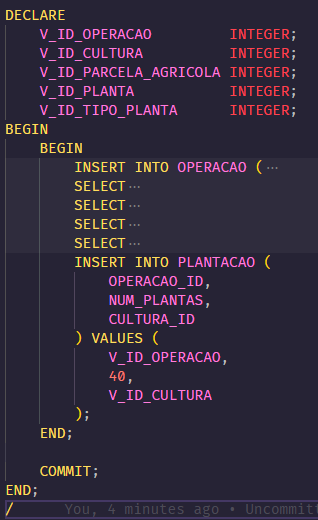 DECLARE
    V_ID_OPERACAO         INTEGER;
    V_ID_CULTURA          INTEGER;
    V_ID_PARCELA_AGRICOLA INTEGER;
    V_ID_PLANTA           INTEGER;
    V_ID_TIPO_PLANTA      INTEGER;
BEGIN
    BEGIN
        INSERT INTO OPERACAO (···
        SELECT···
        SELECT···
        SELECT···
        SELECT···
        INSERT INTO PLANTACAO (
            OPERACAO_ID,
            NUM_PLANTAS,
            CULTURA_ID
        ) VALUES (
            V_ID_OPERACAO,
            40,
            V_ID_CULTURA
        );
    END;

    COMMIT;
END;
/     You, 4 minutes ago • Uncommitt